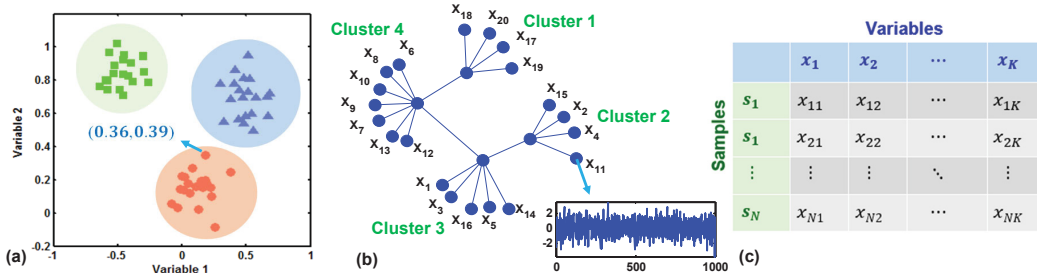 Variable 2
1
0.8
0.6
0.4
0.2
0
-0.2
-1
-0.5
0
0.5
1
Variable 1
(0.36,0.39)
(a)
Cluster 1
X18
X20
X17
X19
Cluster 4
X6
X8
X10
X9
X7
X13
X12
Cluster 2
X15
X2
X4
X11
Cluster 3
X1
X3
X16
X5
X14
2
0
-2
0
500
1000
(b)
Variables
Samples
x1 x2 ⋯ xK
s1 x11 x12 ⋯ x1K
s1 x21 x22 ⋯ x2K
⋮ ⋮ ⋮ ⋱ ⋮
sN xN1 xN2 ⋯ xNK
(c)